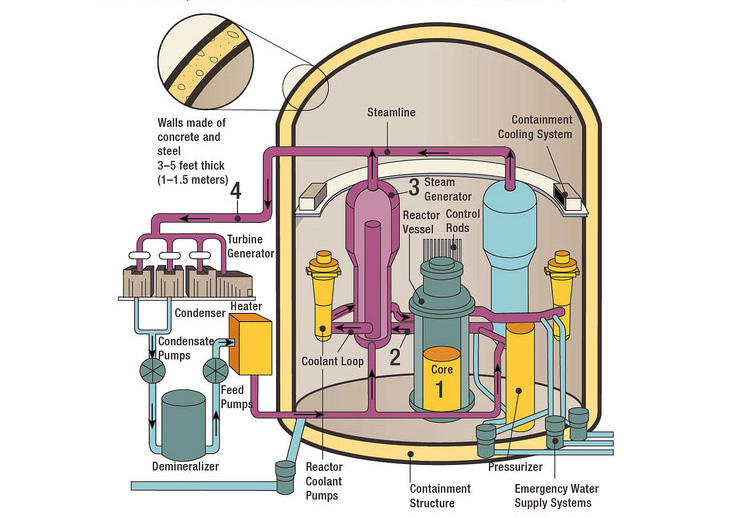 Steamline
Containment
Cooling System
Walls made of
concrete and
steel
3–5 feet thick
(1–1.5 meters)
4
3
Steam
Generator
Reactor
Vessel
Control
Rods
Turbine
Generator
Condenser
Heater
Condensate
Pumps
Coolant Loop
2
Core
1
Feed
Pumps
Demineralizer
Reactor
Coolant
Pumps
Containment
Structure
Pressurizer
Emergency Water
Supply Systems